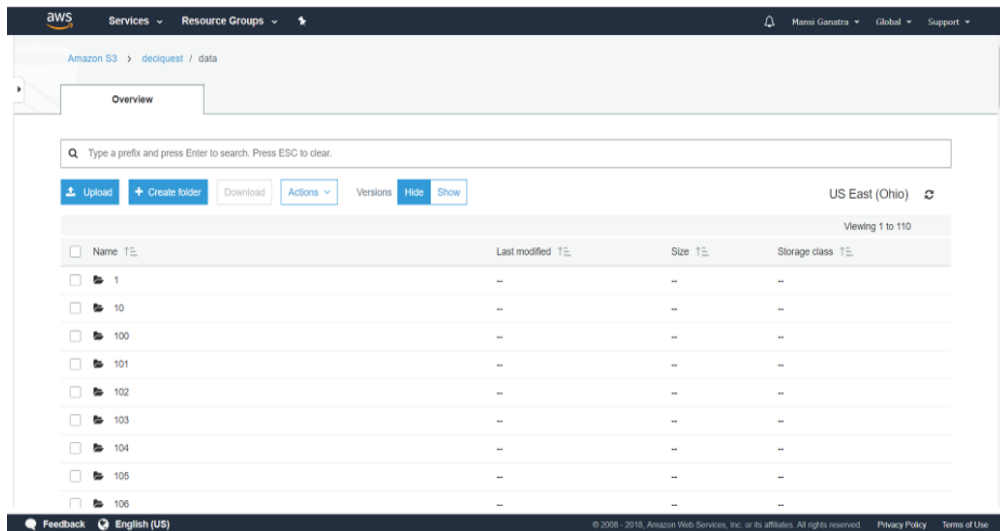 aws Services Resource Groups Mansi Ganatra Global Support
Amazon S3 > deciquest / data
Overview
Type a prefix and press Enter to search. Press ESC to clear.
Upload + Create folder Download Actions Versions Hide Show US East (Ohio)
Viewing 1 to 110
Name Last modified Size Storage class
1 -- -- --
10 -- -- --
100 -- -- --
101 -- -- --
102 -- -- --
103 -- -- --
104 -- -- --
105 -- -- --
106 -- -- --
Feedback English (US) © 2008 - 2018, Amazon Web Services, Inc. or its affiliates. All rights reserved. Privacy Policy Terms of Use